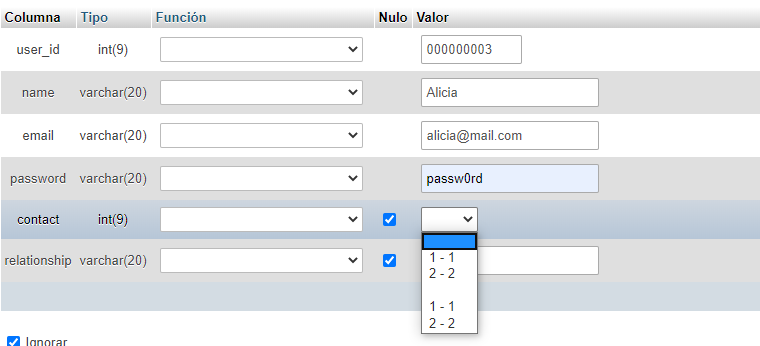 Columna Tipo Función Nulo Valor
user_id int(9) 000000003
name varchar(20) Alicia
email varchar(20) alicia@mail.com
password varchar(20) passw0rd
contact int(9)
1 - 1
2 - 2
1 - 1
2 - 2
relationship varchar(20)
Ignorar